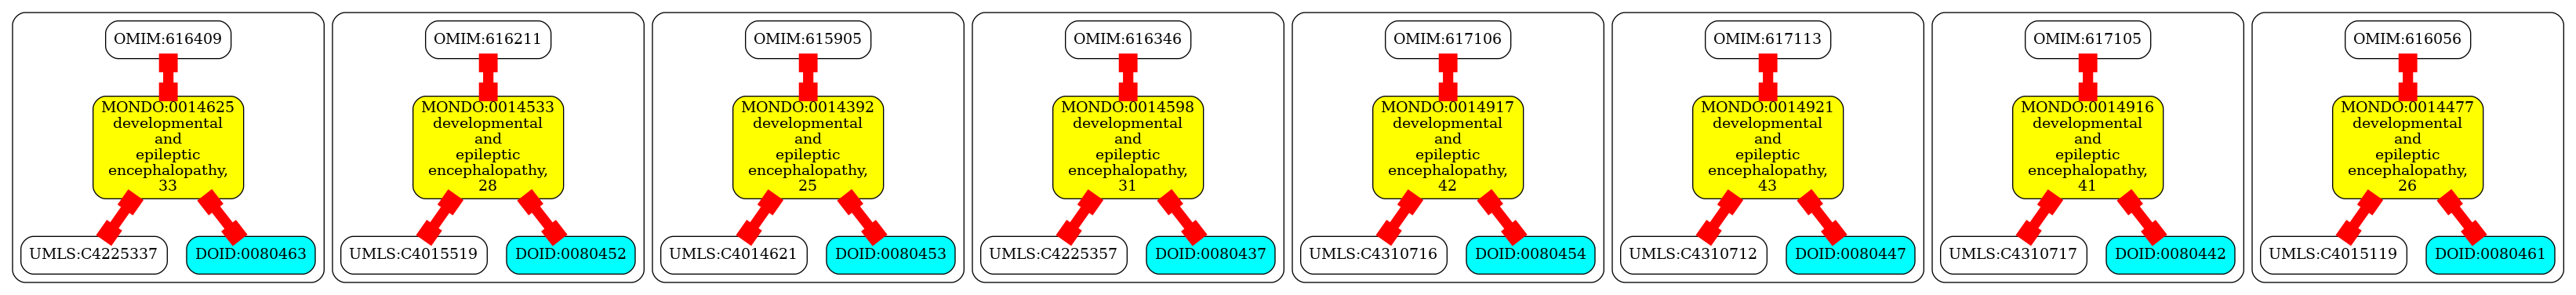 OMIM:616409
MONDO:0014625
developmental
and
epileptic
encephalopathy,
33
UMLS:C4225337
DOID:0080463
OMIM:616211
MONDO:0014533
developmental
and
epileptic
encephalopathy,
28
UMLS:C4015519
DOID:0080452
OMIM:615905
MONDO:0014392
developmental
and
epileptic
encephalopathy,
25
UMLS:C4014621
DOID:0080453
OMIM:616346
MONDO:0014598
developmental
and
epileptic
encephalopathy,
31
UMLS:C4225357
DOID:0080437
OMIM:617106
MONDO:0014917
developmental
and
epileptic
encephalopathy,
42
UMLS:C4310716
DOID:0080454
OMIM:617113
MONDO:0014921
developmental
and
epileptic
encephalopathy,
43
UMLS:C4310712
DOID:0080447
OMIM:617105
MONDO:0014916
developmental
and
epileptic
encephalopathy,
41
UMLS:C4310717
DOID:0080442
OMIM:616056
MONDO:0014477
developmental
and
epileptic
encephalopathy,
26
UMLS:C4015119
DOID:0080461